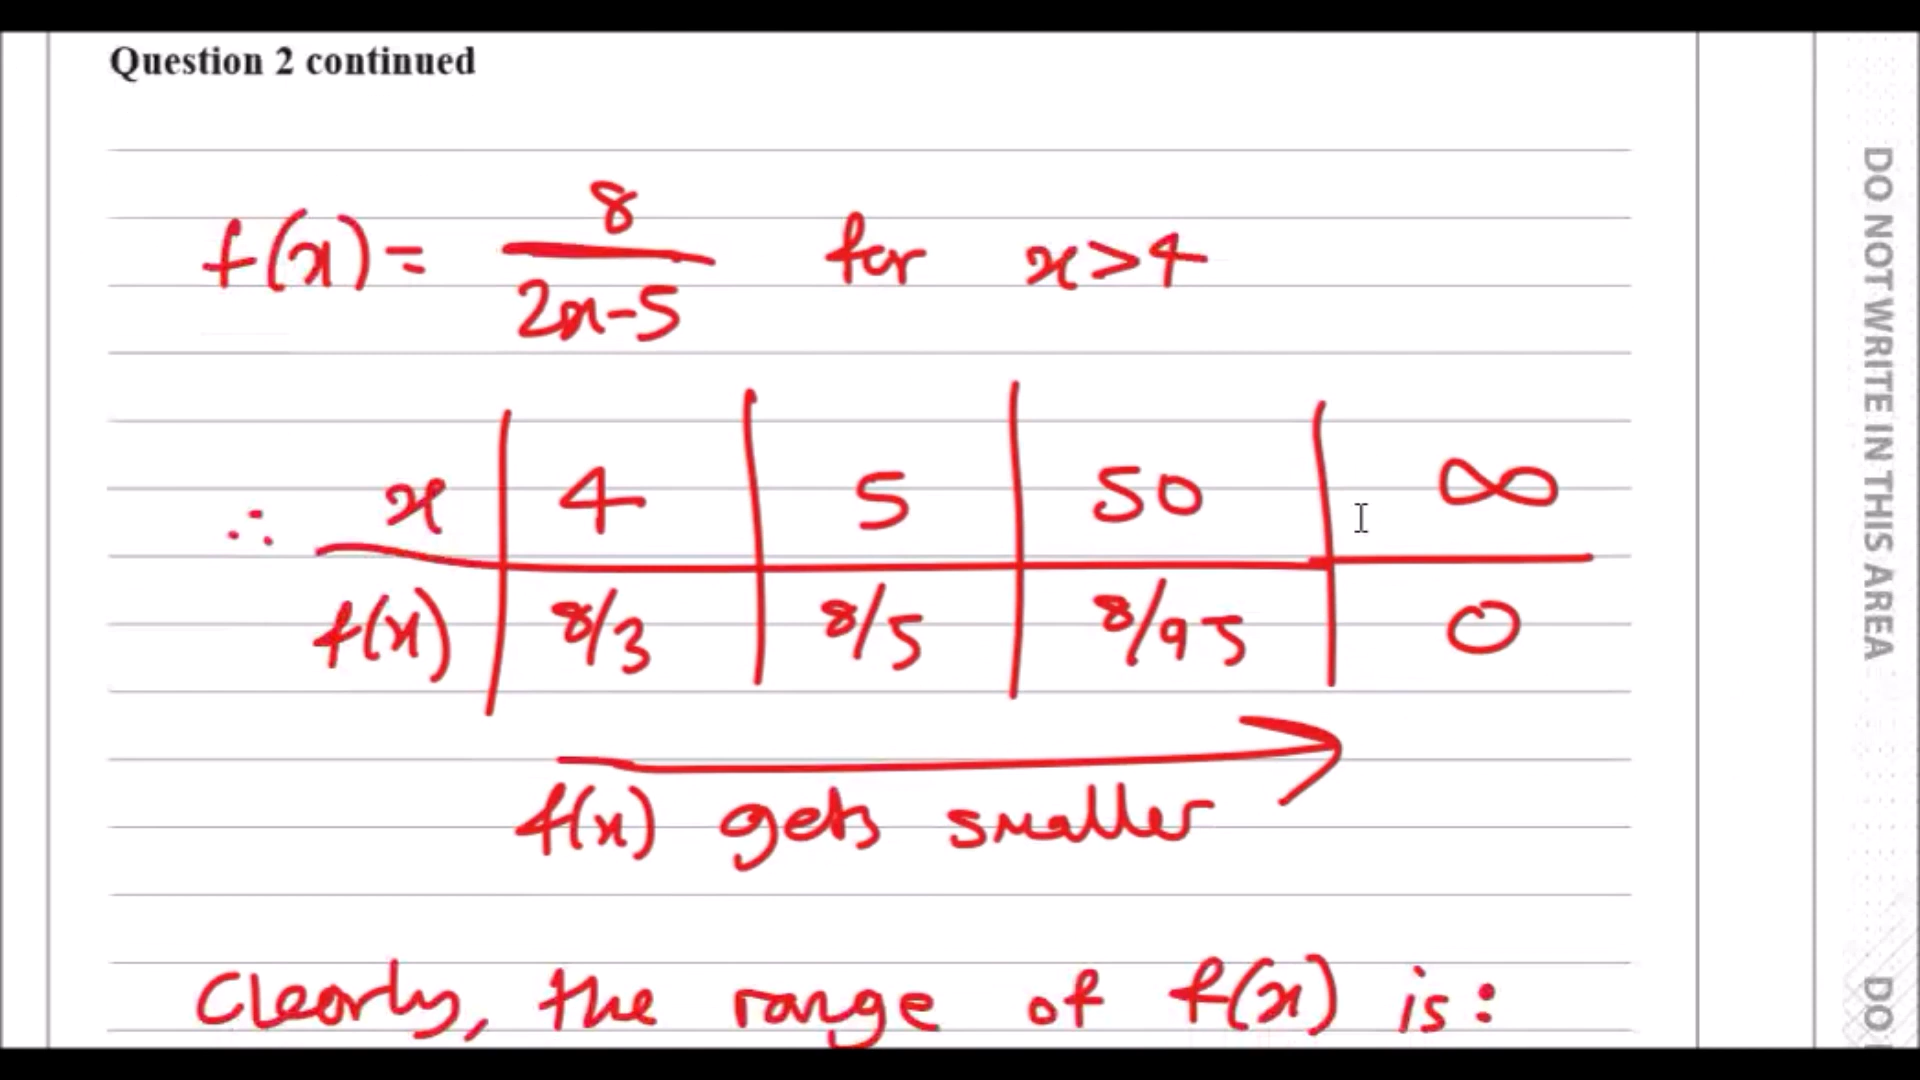 Question 2 continued
f(x) = 8/(2x-5) for x>4
∴ x | 4 | 5 | 50 | ∞
f(x) | 8/3 | 8/5 | 8/95 | 0
f(x) gets smaller
Clearly, the range of f(x) is:
DO NOT WRITE IN THIS AREA
DO